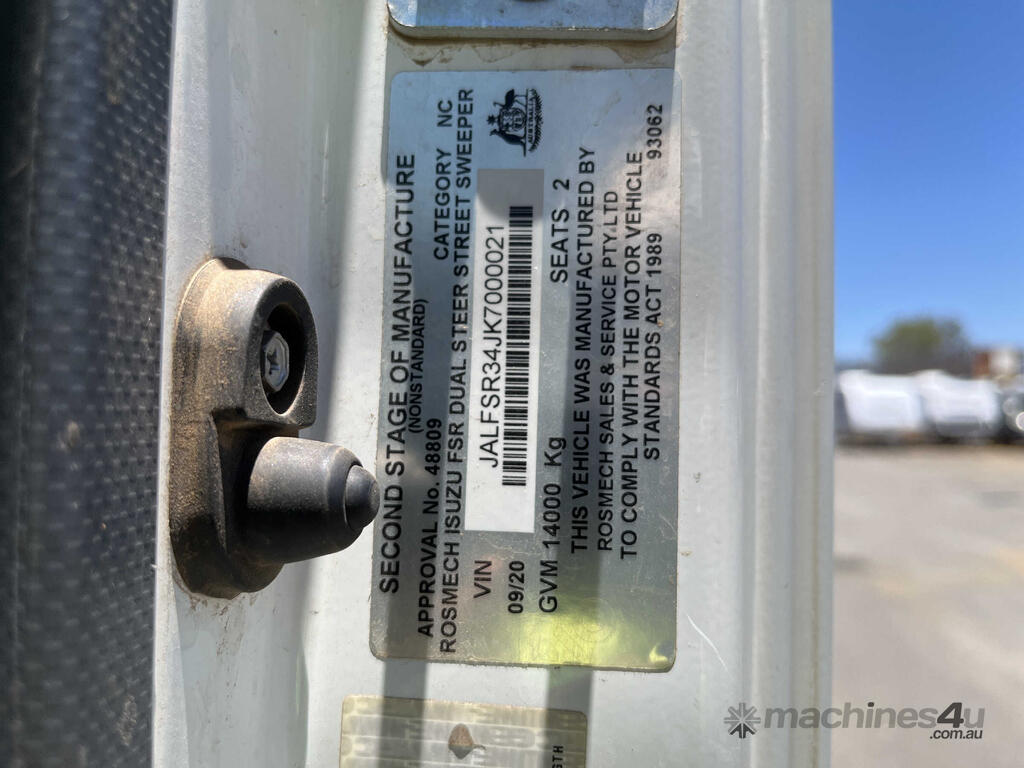 SECOND STAGE OF MANUFACTURE
(NONSTANDARD)
APPROVAL No. 48809 CATEGORY NC
ROSMECH ISUZU FSR DUAL STEER STREET SWEEPER
VIN JALFSR34JK7000021
AUSTRALIA
09/20
GVM 14000 Kg SEATS 2
THIS VEHICLE WAS MANUFACTURED BY
ROSMECH SALES & SERVICE PTY.LTD
TO COMPLY WITH THE MOTOR VEHICLE
STANDARDS ACT 1989 93062
machines4u
.com.au